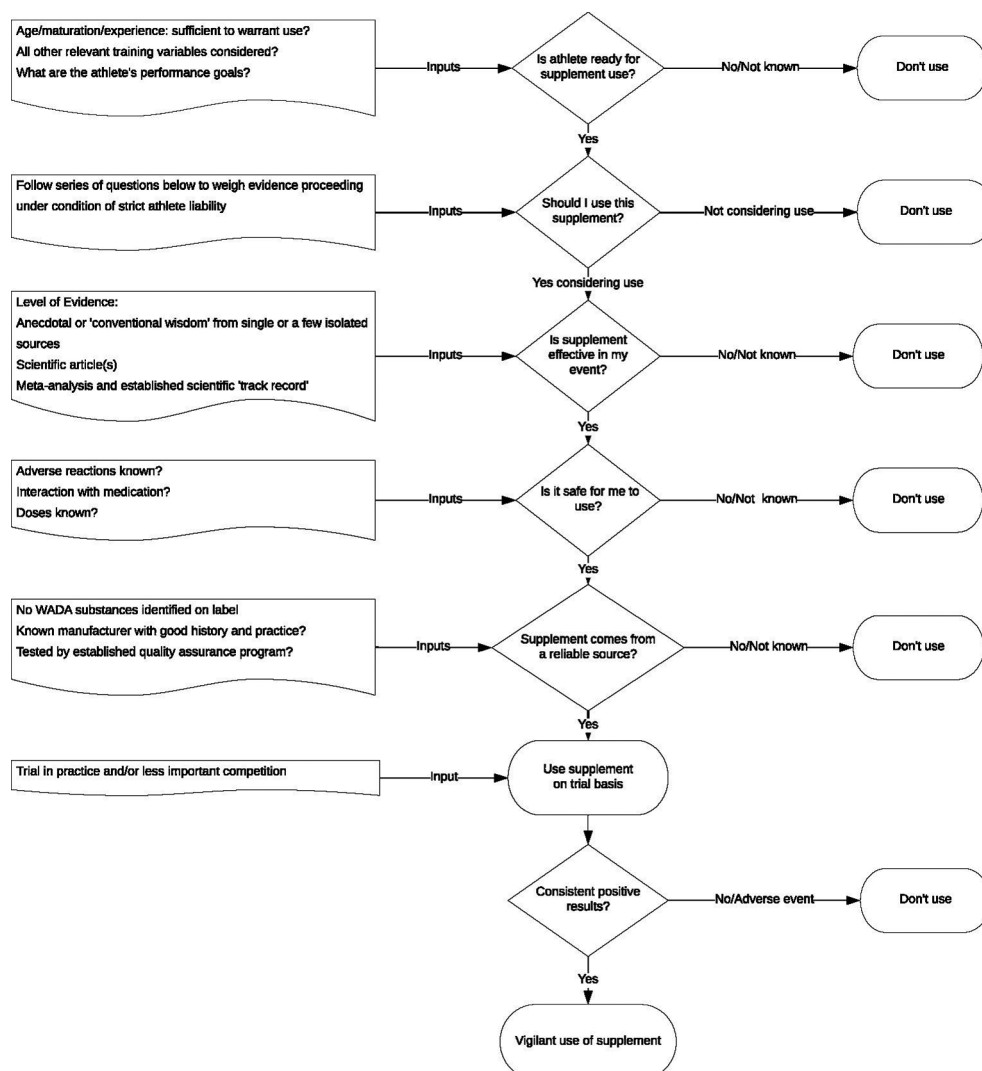 Age/maturation/experience: sufficient to warrant use?
All other relevant training variables considered?
What are the athlete's performance goals?
Inputs
Is athlete ready for
supplement use?
No/Not known
Don't use
Yes
Follow series of questions below to weigh evidence proceeding
under condition of strict athlete liability
Inputs
Should I use this
supplement?
Not considering use
Don't use
Yes considering use
Level of Evidence:
Anecdotal or 'conventional wisdom' from single or a few isolated
sources
Scientific article(s)
Meta-analysis and established scientific 'track record'
Inputs
Is supplement
effective in my
event?
No/Not known
Don't use
Yes
Adverse reactions known?
Interaction with medication?
Doses known?
Inputs
Is it safe for me to
use?
No/Not known
Don't use
Yes
No WADA substances identified on label
Known manufacturer with good history and practice?
Tested by established quality assurance program?
Inputs
Supplement comes from
a reliable source?
No/Not known
Don't use
Yes
Trial in practice and/or less important competition
Input
Use supplement
on trial basis
Consistent positive
results?
No/Adverse event
Don't use
Yes
Vigilant use of supplement